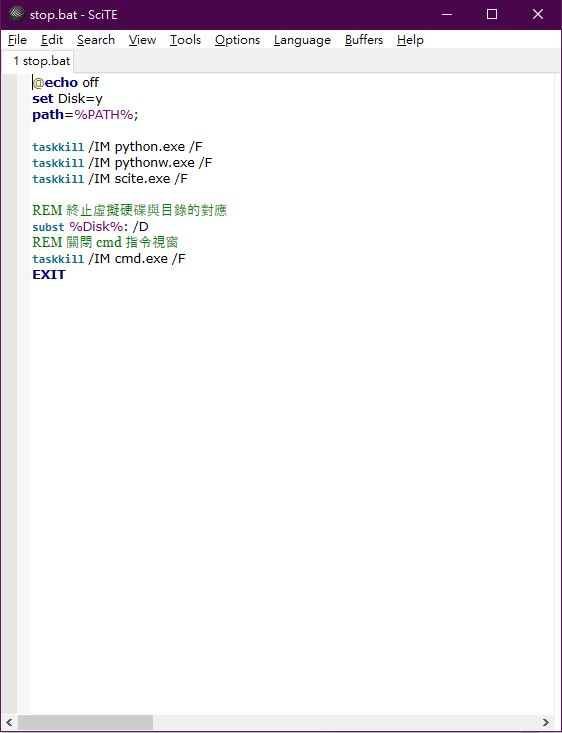 stop.bat - SciTE
File Edit Search View Tools Options Language Buffers Help
1 stop.bat
@echo off
set Disk=y
path=%PATH%;
taskkill /IM python.exe /F
taskkill /IM pythonw.exe /F
taskkill /IM scite.exe /F
REM 終止虛擬硬碟與目錄的對應
subst %Disk%: /D
REM 關閉 cmd 指令視窗
taskkill /IM cmd.exe /F
EXIT